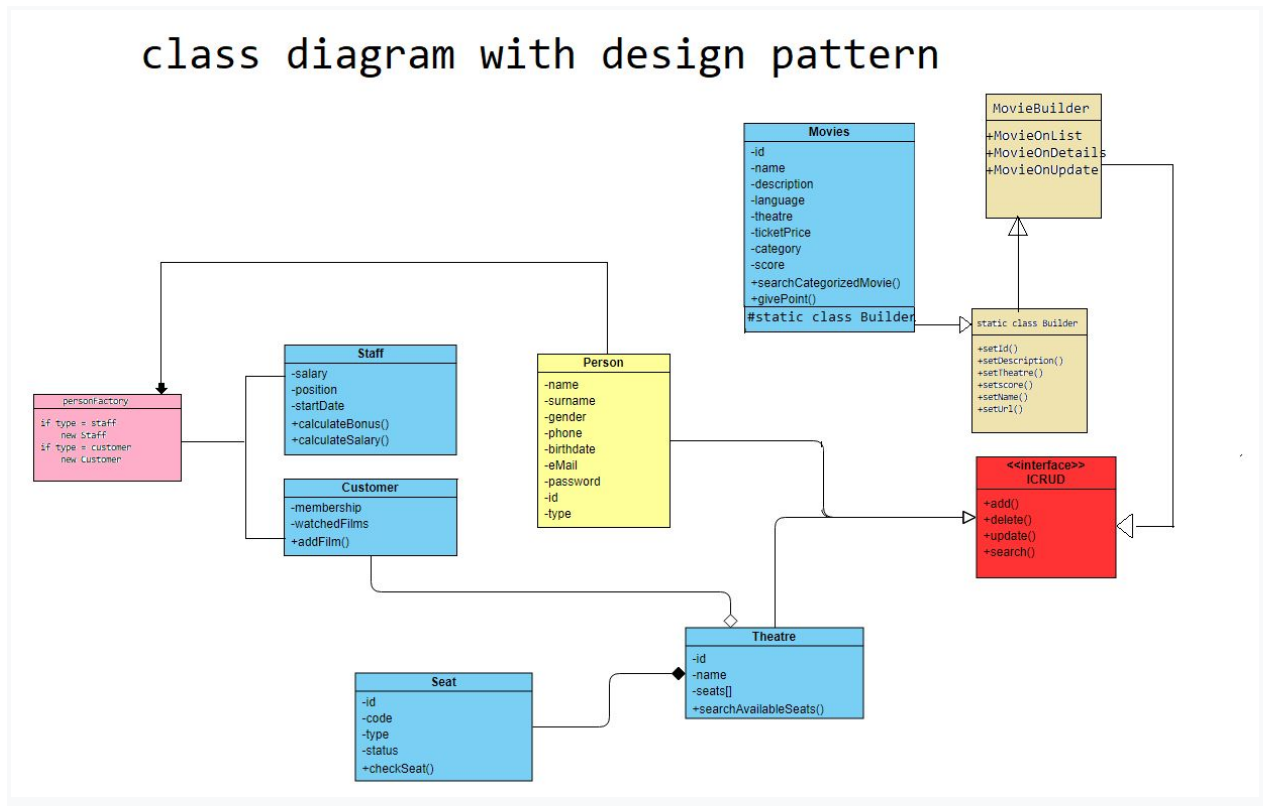 class diagram with design pattern
MovieBuilder
+MovieOnList
+MovieOnDetails
+MovieOnUpdate
Movies
-id
-name
-description
-language
-theatre
-ticketPrice
-category
-score
+searchCategorizedMovie()
+givePoint()
#static class Builder
static class Builder
+setId()
+setDescription()
+setTheatre()
+setscore()
+setName()
+setUrl()
Staff
-salary
-position
-startDate
+calculateBonus()
+calculateSalary()
Person
-name
-surname
-gender
-phone
-birthdate
-eMail
-password
-id
-type
personFactory
if type = staff
new Staff
if type = customer
new Customer
Customer
-membership
-watchedFilms
+addFilm()
<<interface>>
ICRUD
+add()
+delete()
+update()
+search()
Theatre
-id
-name
-seats[]
+searchAvailableSeats()
Seat
-id
-code
-type
-status
+checkSeat()